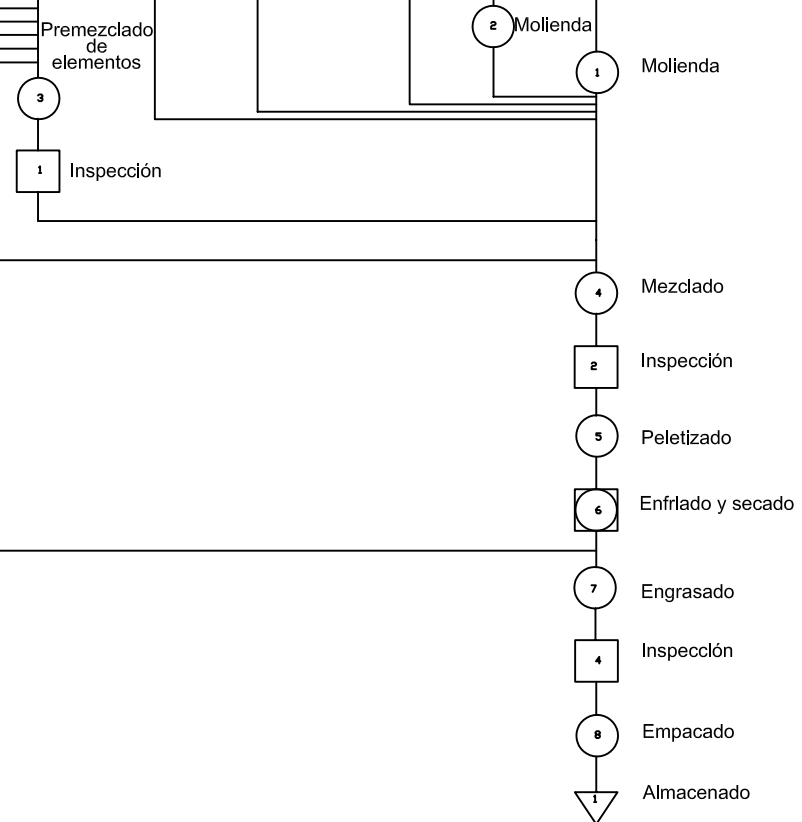 Premezclado
de
elementos
3
1
Inspección
2
Molienda
1
Molienda
4
Mezclado
2
Inspección
5
Peletizado
6
Enfrlado y secado
7
Engrasado
4
Inspección
8
Empacado
1
Almacenado